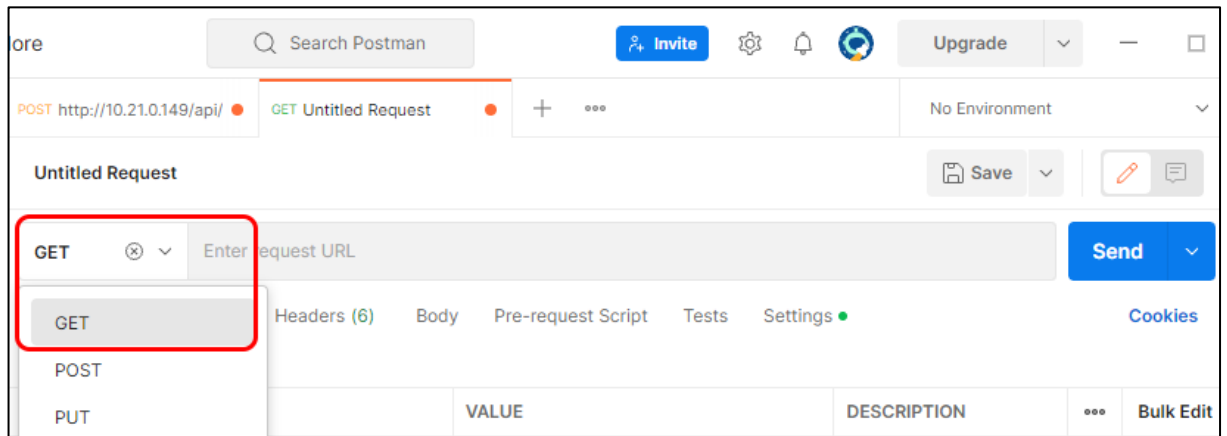 lore Search Postman Invite Upgrade
POST http://10.21.0.149/api/ GET Untitled Request No Environment
Untitled Request Save
GET Enter request URL Send
GET Headers (6) Body Pre-request Script Tests Settings Cookies
POST
PUT VALUE DESCRIPTION Bulk Edit